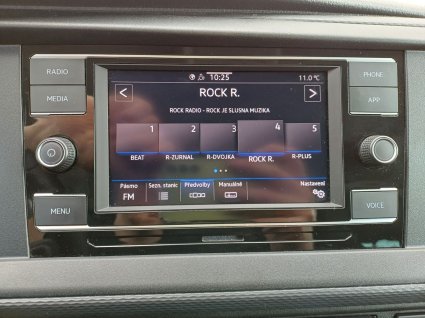 RADIO
MEDIA
MENU
PHONE
APP
VOICE
10:25
11.0 °C
< ROCK R. >
ROCK RADIO - ROCK JE SLUSNA MUZIKA
1 2 3 4 5
BEAT R-ZURNAL R-DVOJKA ROCK R. R-PLUS
Pásmo Sezn. stanic Předvolby Manuálně Nastavení
FM